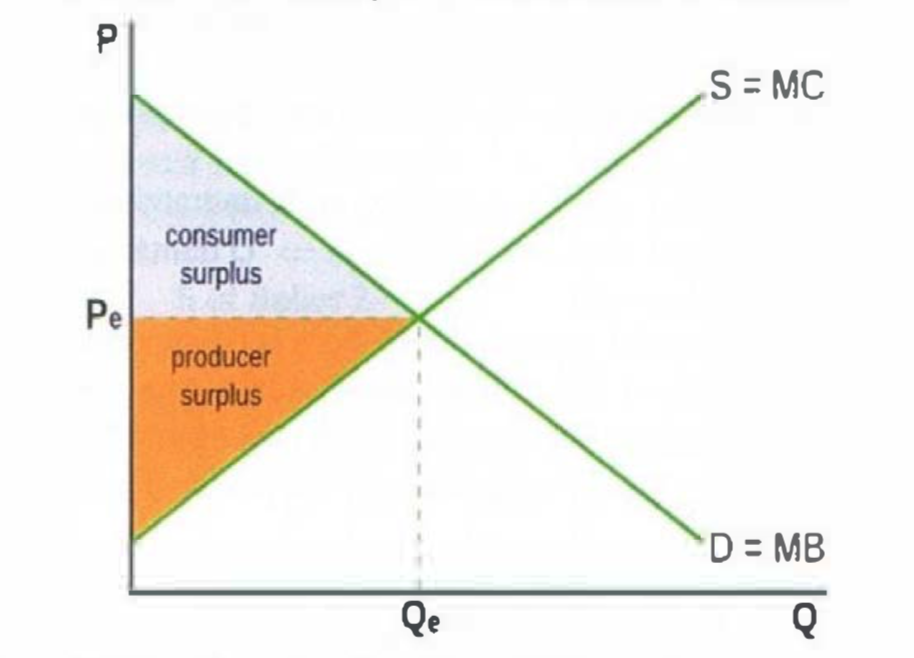 P
S = MC
consumer
surplus
Pe
producer
surplus
D = MB
Qe
Q